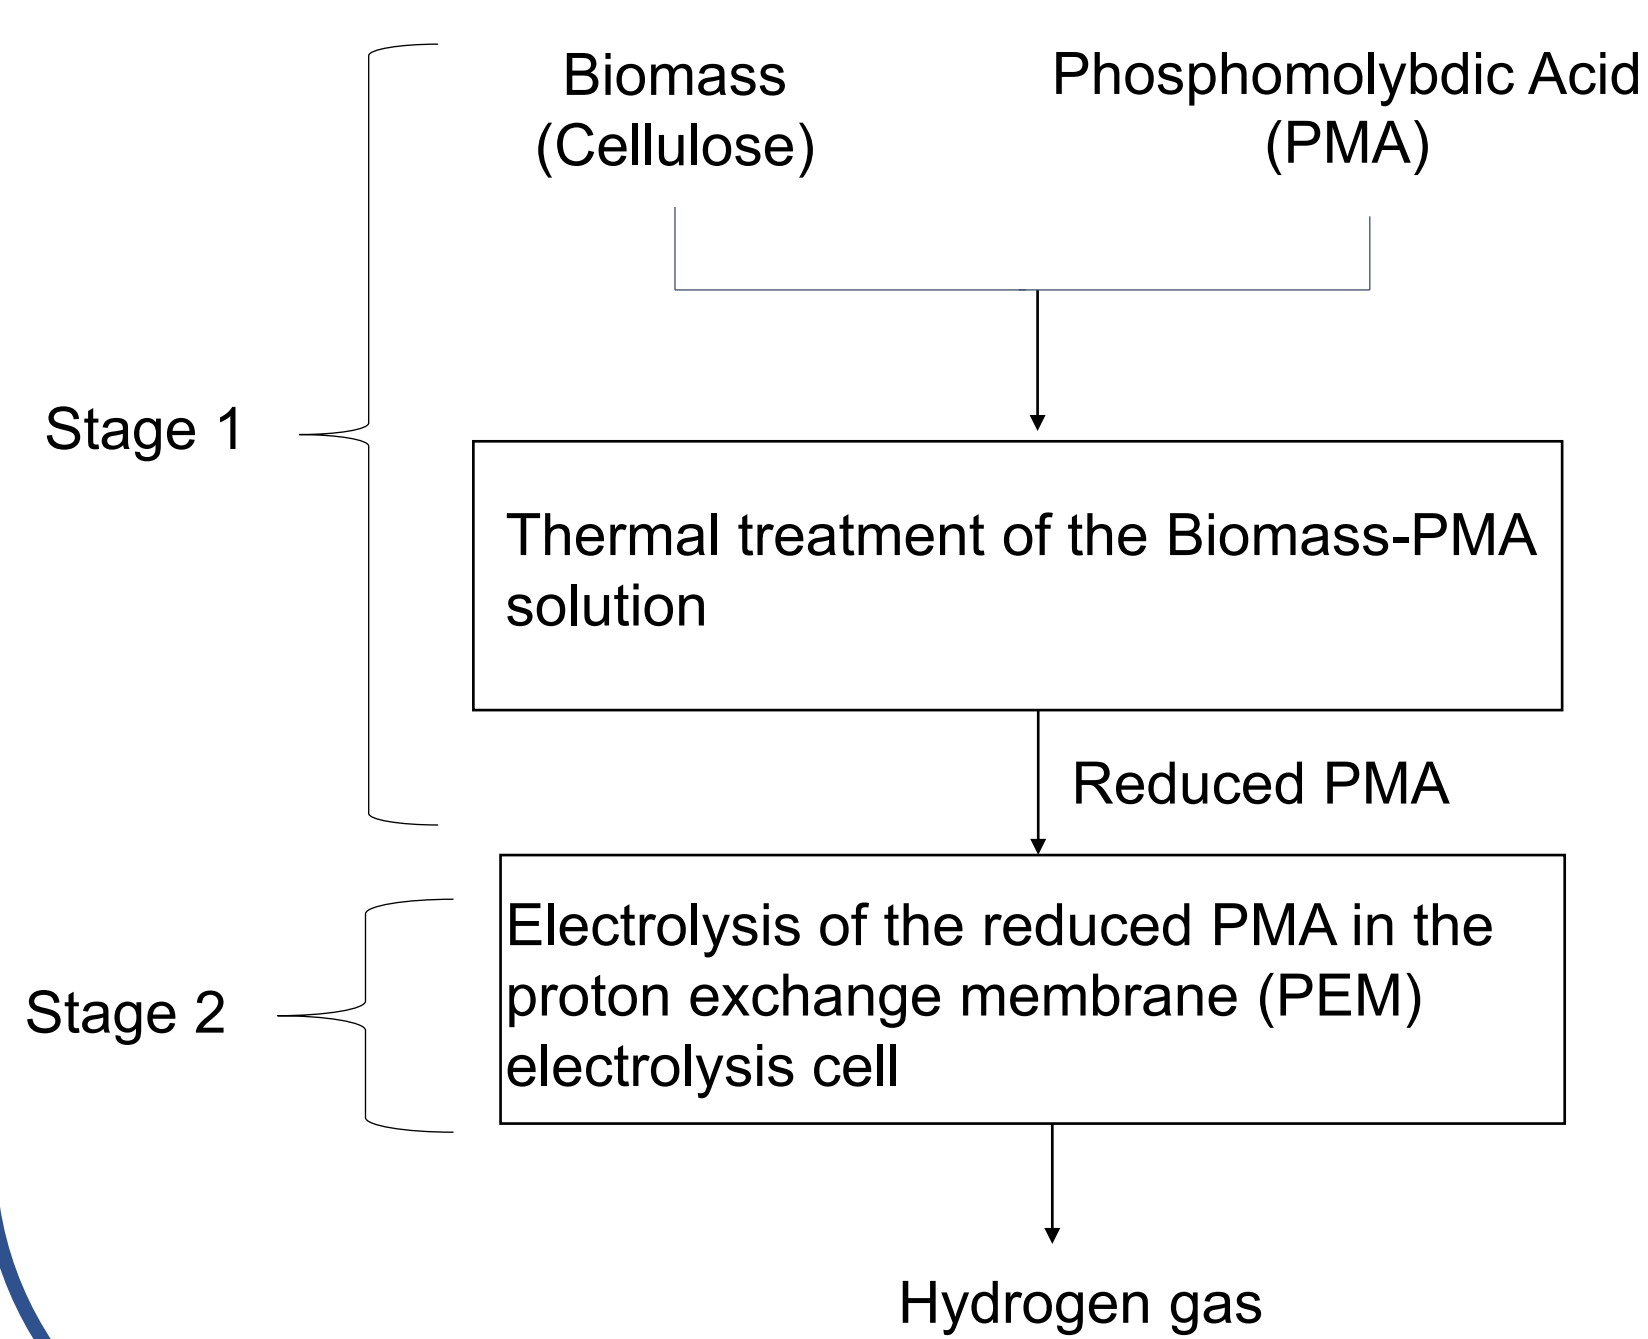 Biomass
(Cellulose)
Phosphomolybdic Acid
(PMA)
Stage 1
Thermal treatment of the Biomass-PMA
solution
Reduced PMA
Stage 2
Electrolysis of the reduced PMA in the
proton exchange membrane (PEM)
electrolysis cell
Hydrogen gas